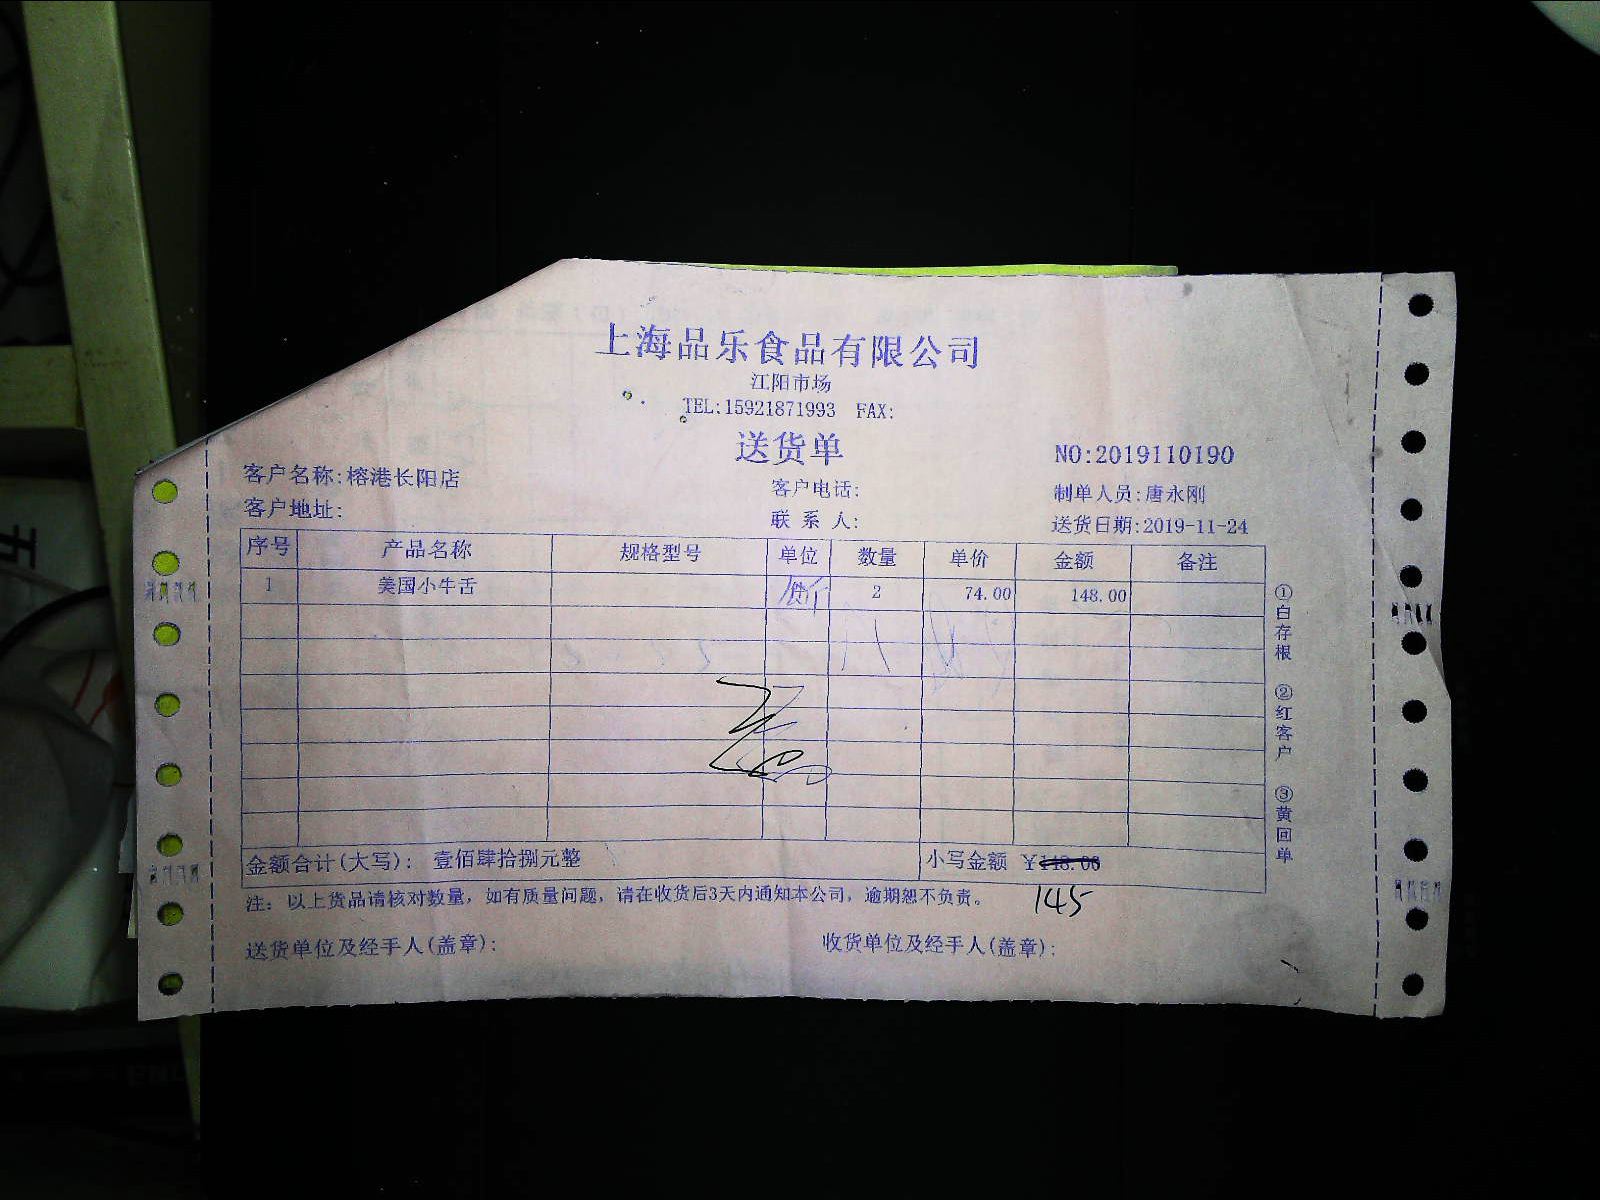 上海品乐食品有限公司
江阳市场
TEL:15921871993 FAX:
送货单
NO:2019110190
客户名称:榕港长阳店
客户电话:
制单人员:唐永刚
客户地址:
联 系 人:
送货日期:2019-11-24
序号 产品名称 规格型号 单位 数量 单价 金额 备注
1 美国小牛舌 2 74.00 148.00
①白存根 ②红客户 ③黄回单
金额合计(大写): 壹佰肆拾捌元整 小写金额 ¥148.00
145
注: 以上货品请核对数量, 如有质量问题, 请在收货后3天内通知本公司, 逾期恕不负责。
送货单位及经手人(盖章): 收货单位及经手人(盖章):